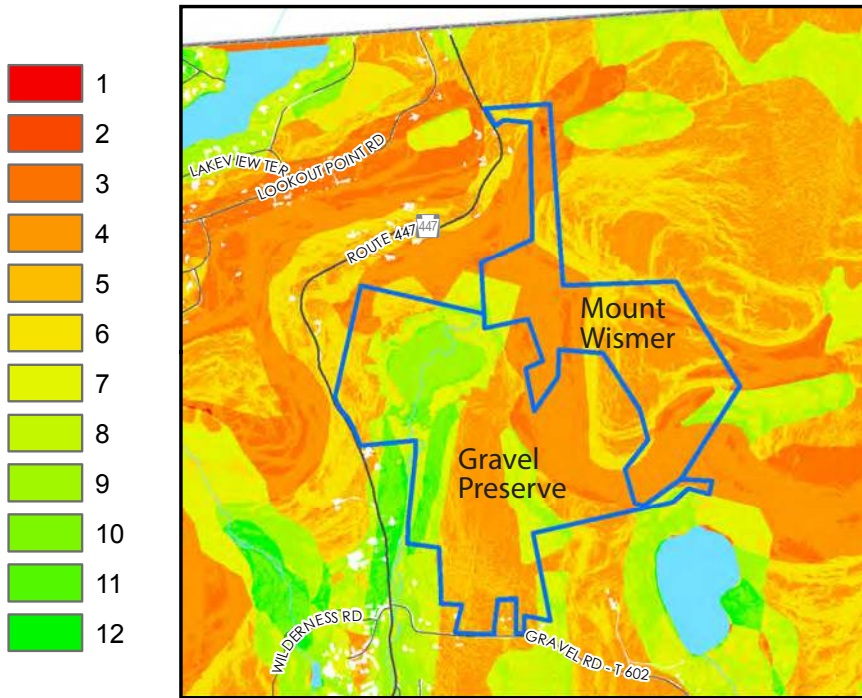 1
2
3
4
5
6
7
8
9
10
11
12
LAKEVIEW TER
LOOKOUT POINT RD
ROUTE 447
447
Mount
Wismer
Gravel
Preserve
WILDERNESS RD
GRAVEL RD - T 602